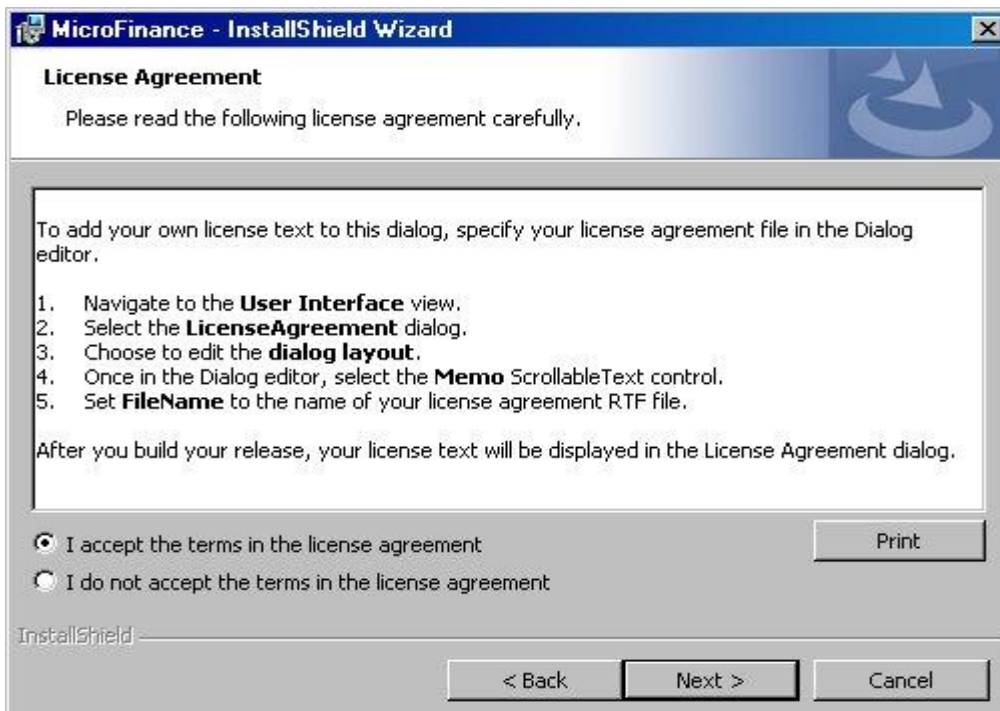 MicroFinance - InstallShield Wizard
License Agreement
Please read the following license agreement carefully.
To add your own license text to this dialog, specify your license agreement file in the Dialog
editor.
1. Navigate to the User Interface view.
2. Select the LicenseAgreement dialog.
3. Choose to edit the dialog layout.
4. Once in the Dialog editor, select the Memo ScrollableText control.
5. Set FileName to the name of your license agreement RTF file.
After you build your release, your license text will be displayed in the License Agreement dialog.
I accept the terms in the license agreement
Print
I do not accept the terms in the license agreement
InstallShield
< Back
Next >
Cancel